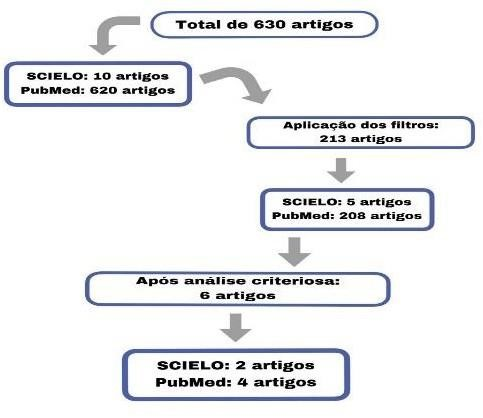 Total de 630 artigos
SCIELO: 10 artigos
PubMed: 620 artigos
Aplicação dos filtros:
213 artigos
SCIELO: 5 artigos
PubMed: 208 artigos
Após análise criteriosa:
6 artigos
SCIELO: 2 artigos
PubMed: 4 artigos